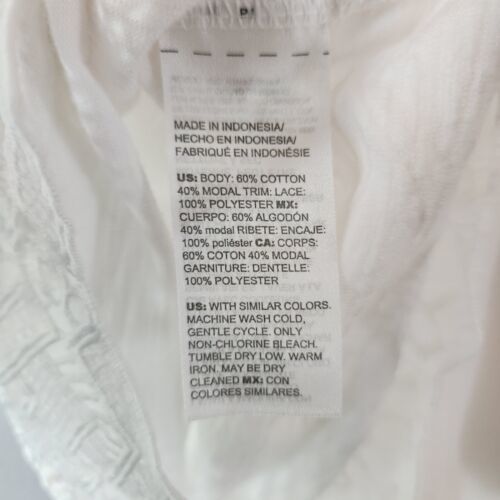 MADE IN INDONESIA/
HECHO EN INDONESIA/
FABRIQUÉ EN INDONÉSIE
US: BODY: 60% COTTON
40% MODAL TRIM: LACE:
100% POLYESTER MX:
CUERPO: 60% ALGODÓN
40% modal RIBETE: ENCAJE:
100% poliéster CA: CORPS:
60% COTON 40% MODAL
GARNITURE: DENTELLE:
100% POLYESTER
US: WITH SIMILAR COLORS.
MACHINE WASH COLD,
GENTLE CYCLE. ONLY
NON-CHLORINE BLEACH.
TUMBLE DRY LOW. WARM
IRON. MAY BE DRY
CLEANED MX: CON
COLORES SIMILARES.